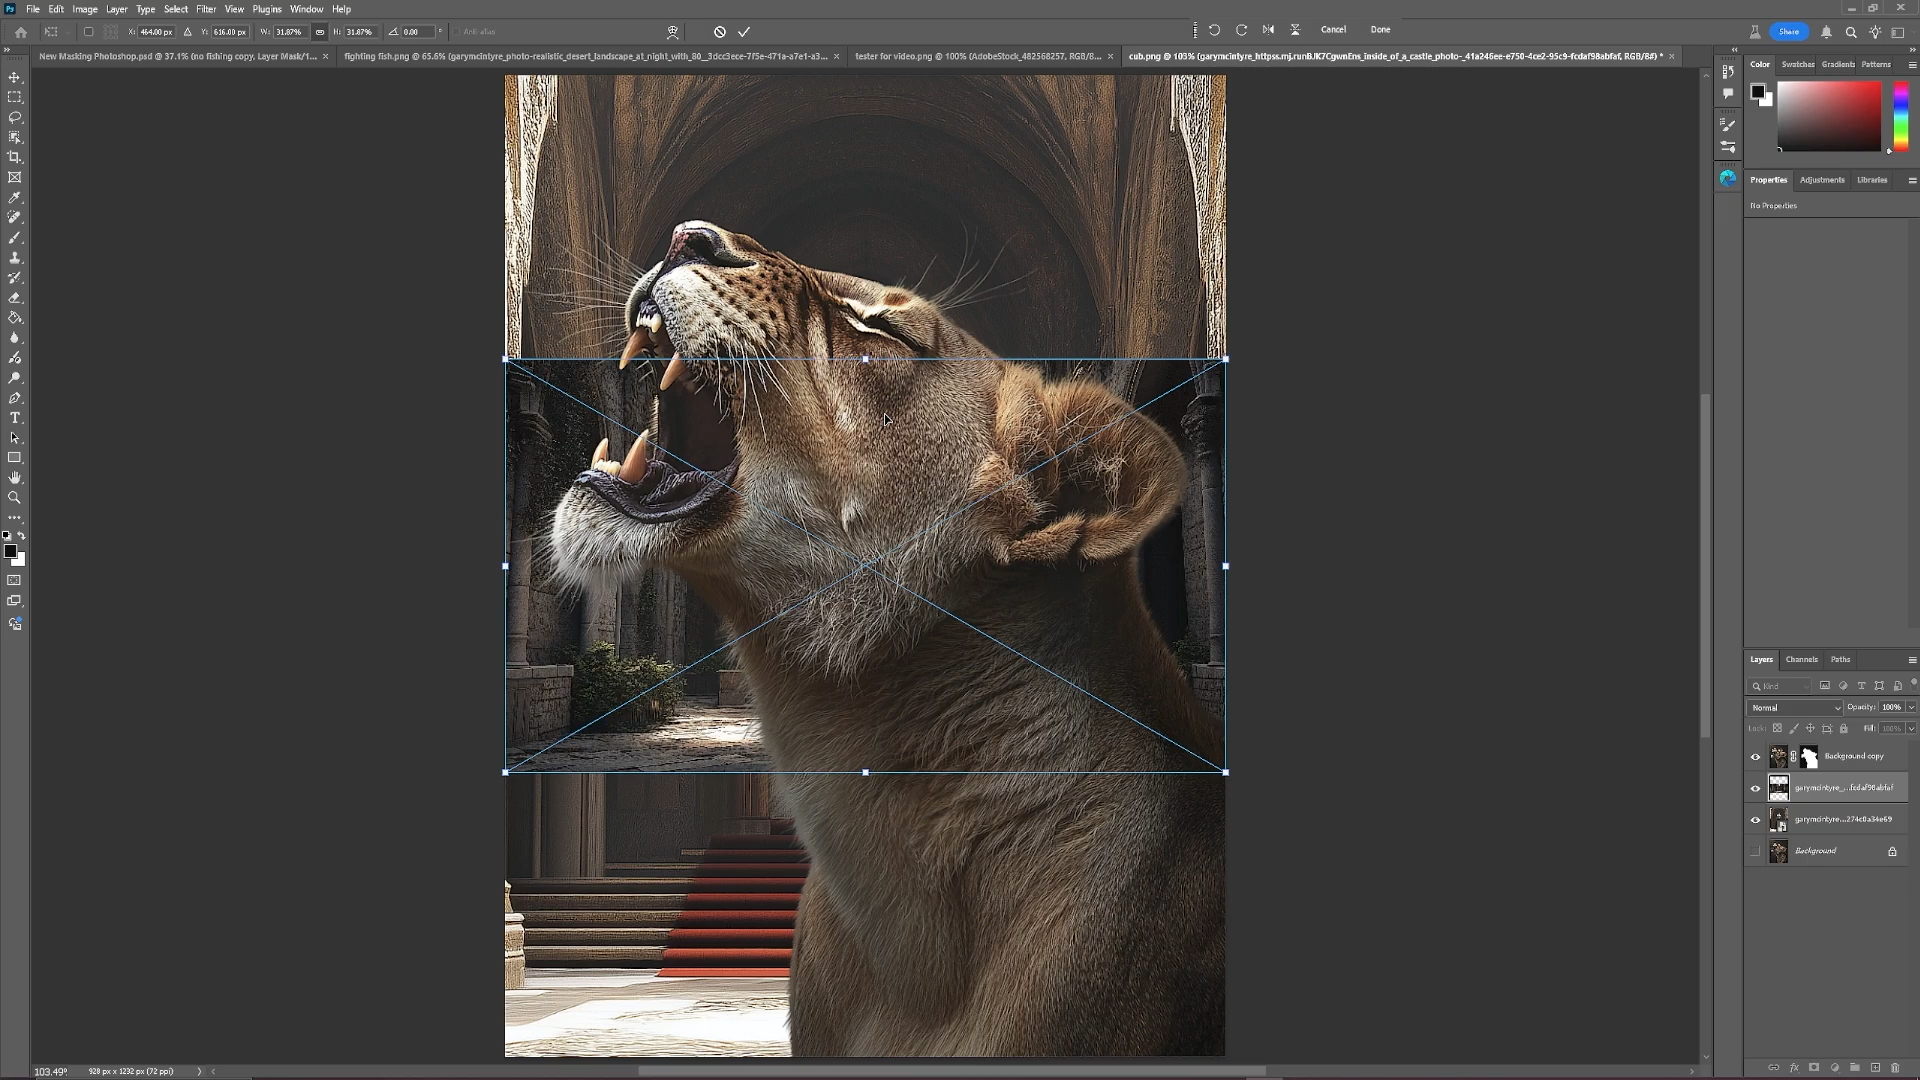 Ps File Edit Image Layer Type Select Filter View Plugins Window Help
X: 464.00 px Y: 616.00 px W: 31.87% H: 31.87% 0.00 ° Anti-alias Cancel Done Share
New Masking Photoshop.psd @ 37.1% (no fishing copy, Layer Mask/1... × fighting fish.png @ 65.6% (garymcintyre_photo-realistic_desert_landscape_at_night_with_80__3dcc3ece-7f5e-471a-a7e1-a3... × tester for video.png @ 100% (AdobeStock_482568257, RGB/8... × cub.png @ 103% (garymcintyre_httpss.mj.runBJK7CgwnEns_inside_of_a_castle_photo-_41a246ee-e750-4ce2-95c9-fcdaf98abfaf, RGB/8#) * ×
Color Swatches Gradients Patterns
Properties Adjustments Libraries
No Properties
Layers Channels Paths
Kind
Normal Opacity: 100%
Lock: Fill: 100%
Background copy
garymcintyre_...fcdaf98abfaf
garymcintyre...274c0a34e69
Background
103.49% 928 px x 1232 px (72 ppi)